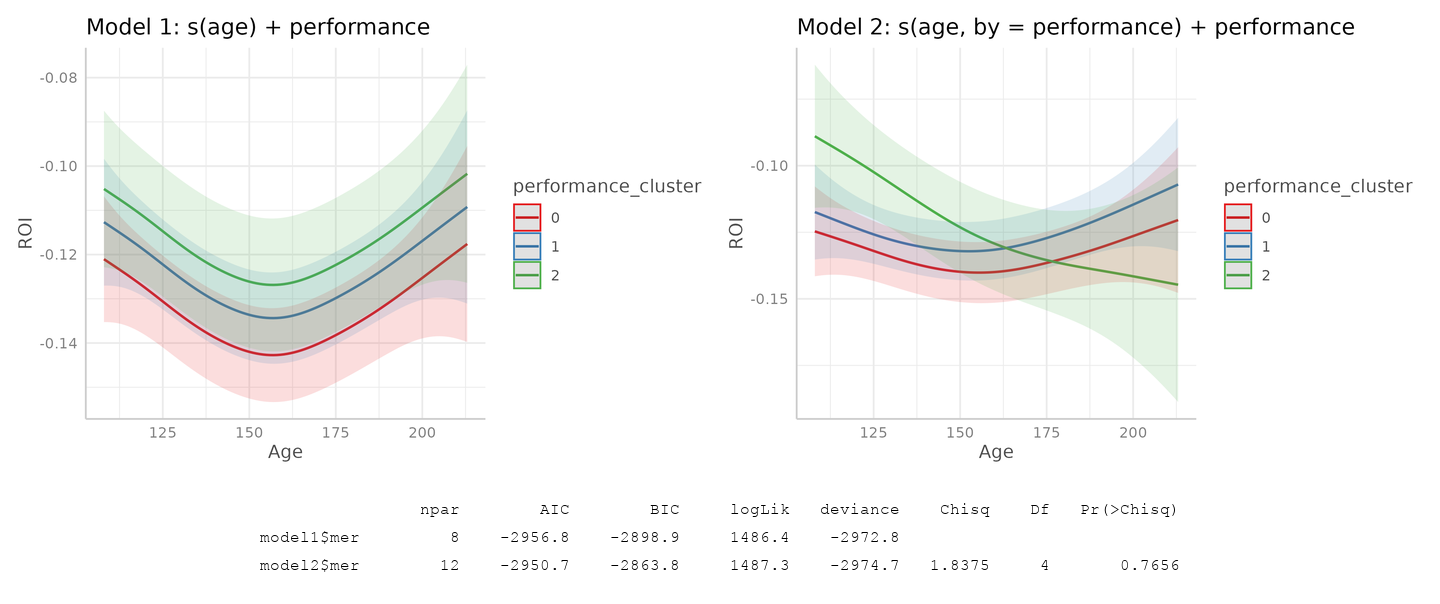 Model 1: s(age) + performance
-0.08
-0.10
-0.12
-0.14
ROI
125 150 175 200
Age
performance_cluster
0
1
2
Model 2: s(age, by = performance) + performance
-0.10
-0.15
ROI
125 150 175 200
Age
performance_cluster
0
1
2
npar AIC BIC logLik deviance Chisq Df Pr(>Chisq)
model1$mer 8 -2956.8 -2898.9 1486.4 -2972.8
model2$mer 12 -2950.7 -2863.8 1487.3 -2974.7 1.8375 4 0.7656